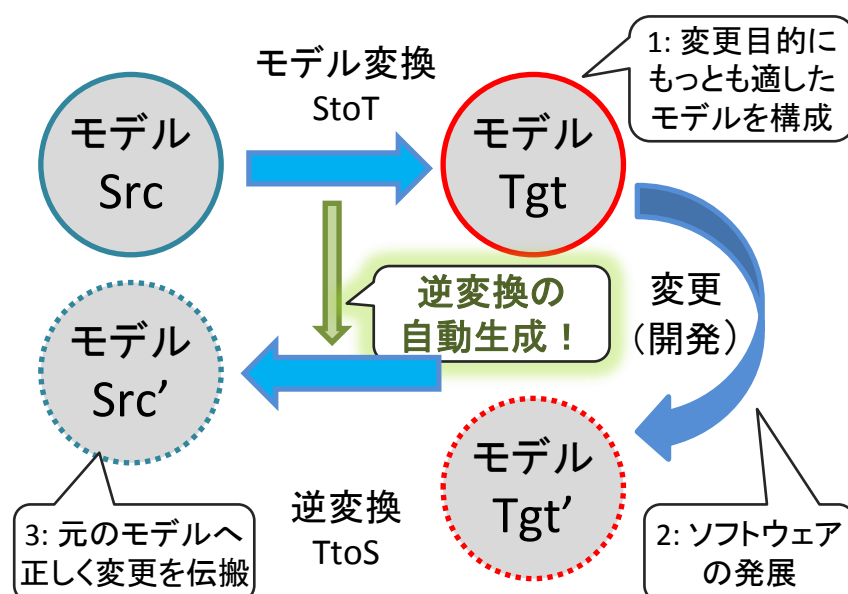 モデル変換
StoT
1: 変更目的に
もっとも適した
モデルを構成
モデル
Src
モデル
Tgt
逆変換の
自動生成！
変更
（開発）
モデル
Src’
モデル
Tgt’
逆変換
TtoS
3: 元のモデルへ
正しく変更を伝搬
2: ソフトウェア
の発展